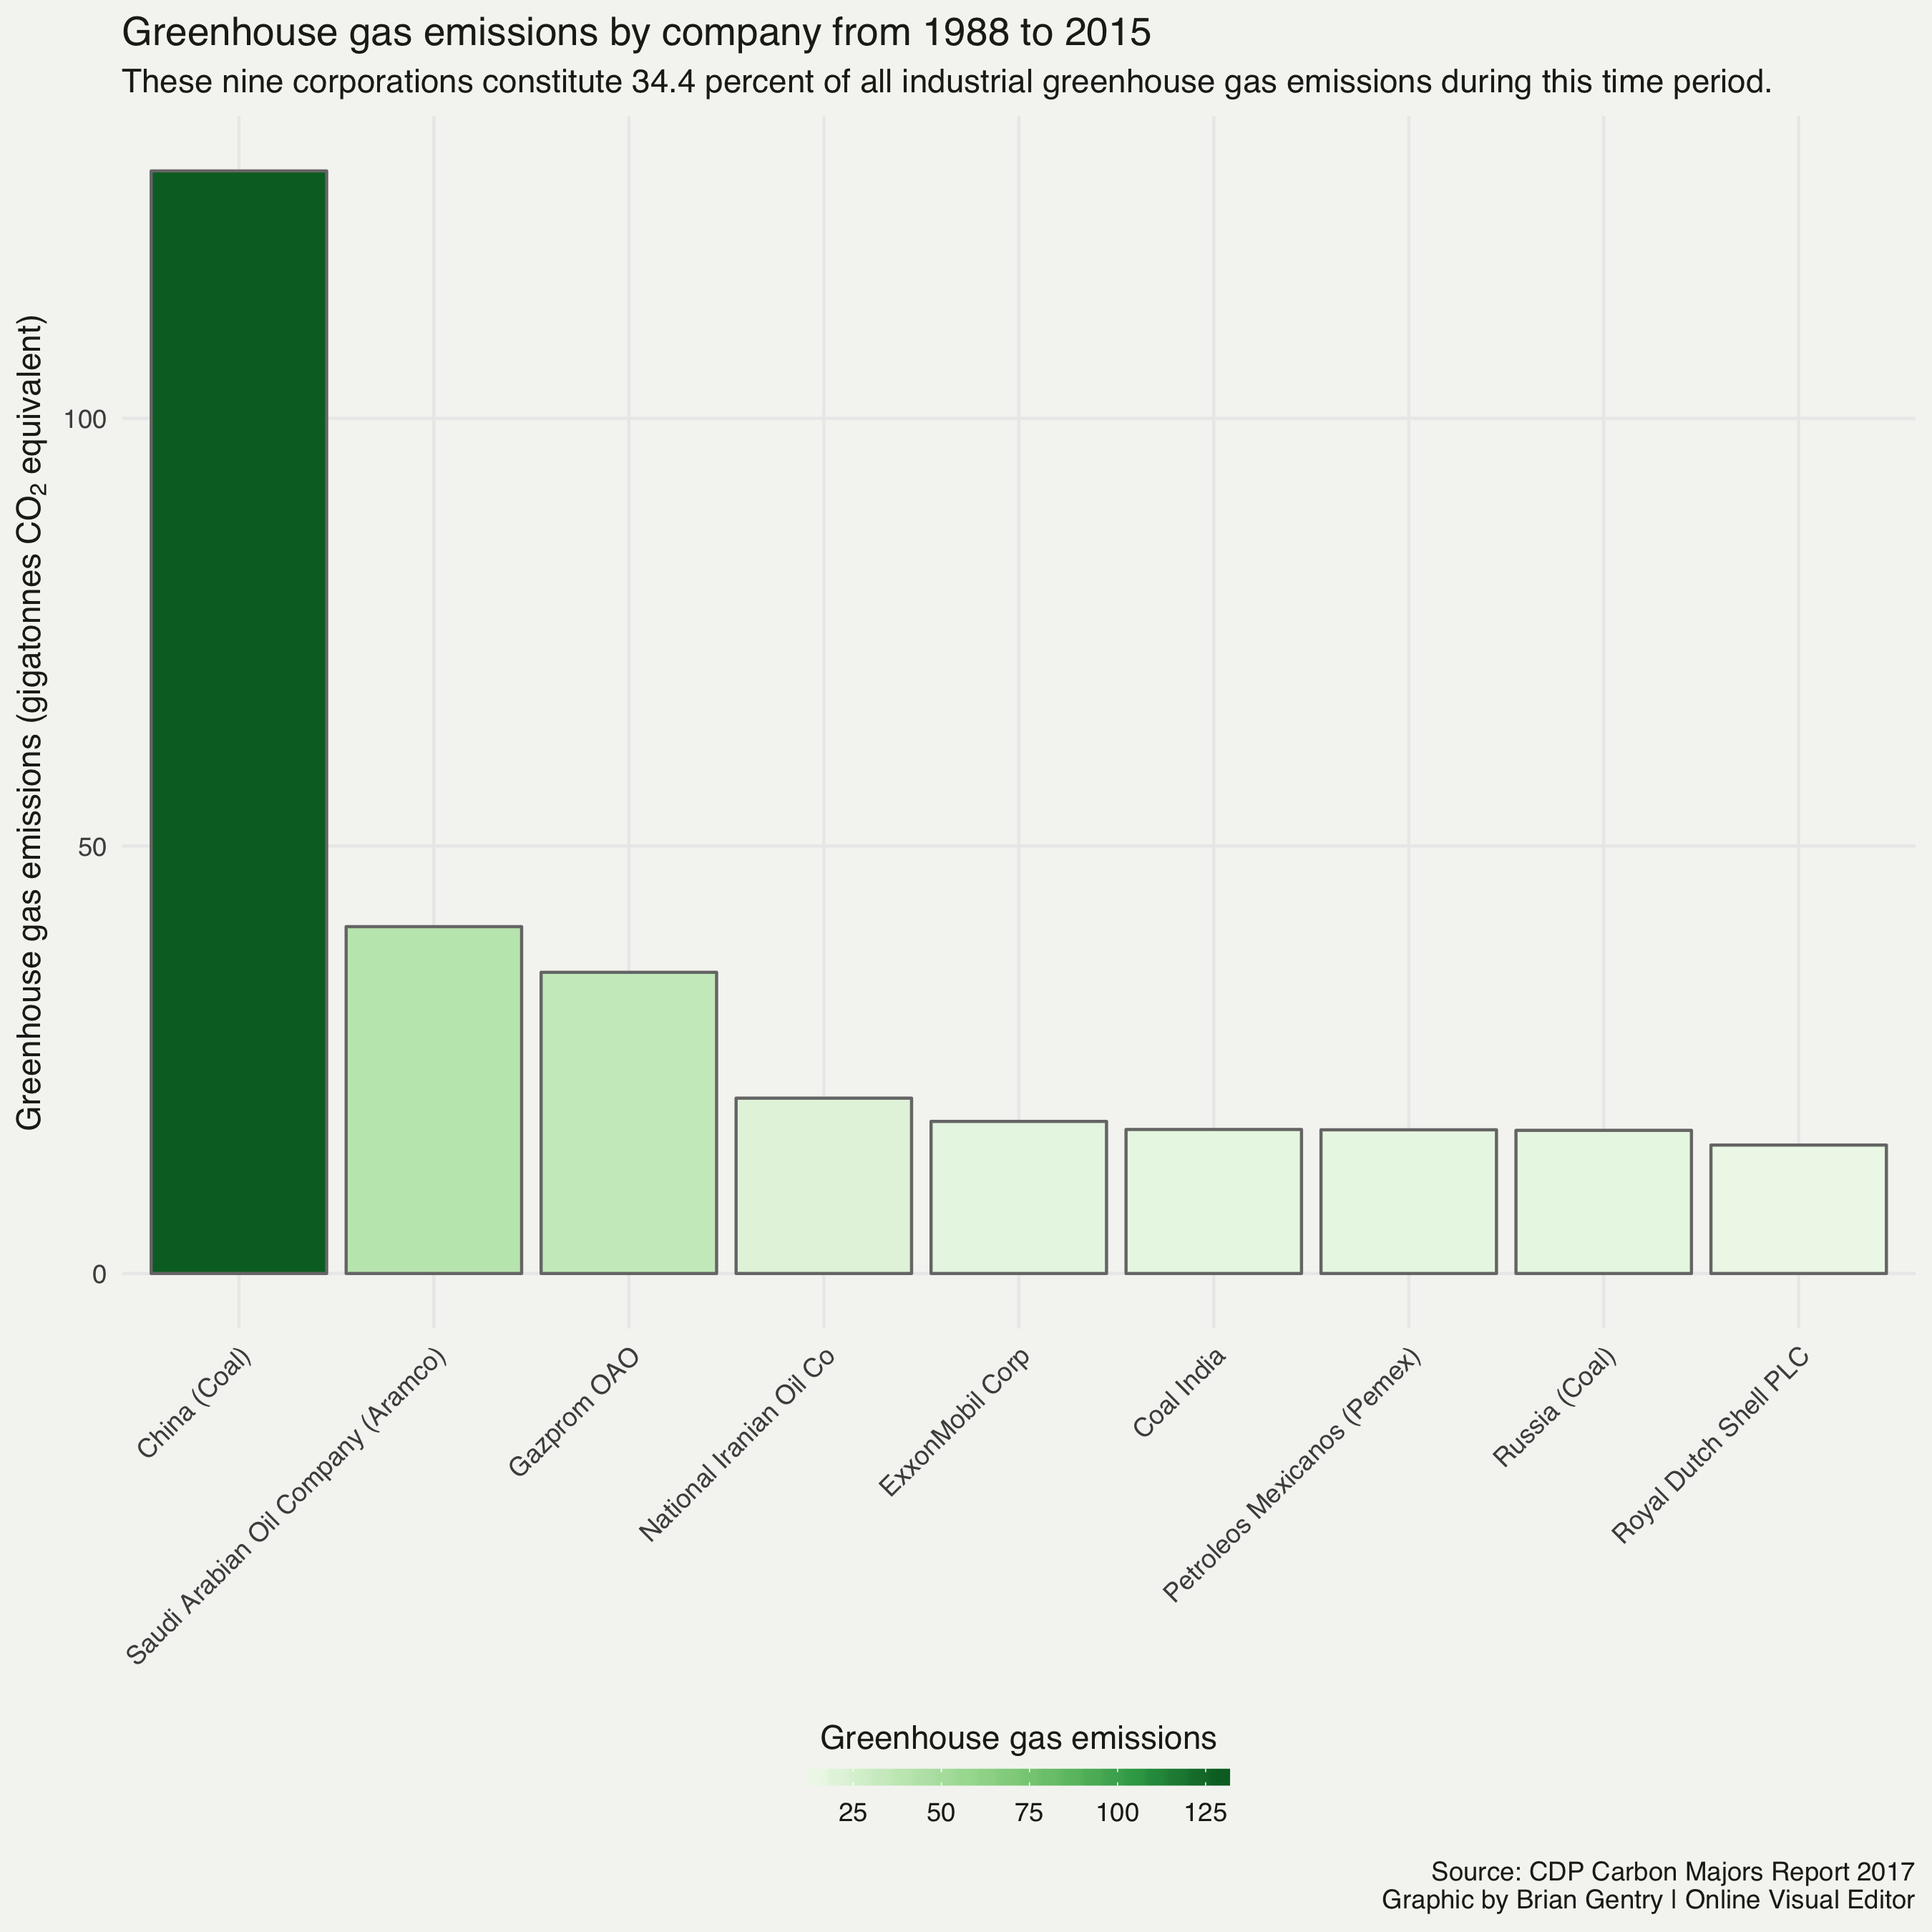 Greenhouse gas emissions by company from 1988 to 2015
These nine corporations constitute 34.4 percent of all industrial greenhouse gas emissions during this time period.
Greenhouse gas emissions (gigatonnes CO₂ equivalent)
100
50
0
China (Coal)
Saudi Arabian Oil Company (Aramco)
Gazprom OAO
National Iranian Oil Co
ExxonMobil Corp
Coal India
Petroleos Mexicanos (Pemex)
Russia (Coal)
Royal Dutch Shell PLC
Greenhouse gas emissions
25 50 75 100 125
Source: CDP Carbon Majors Report 2017
Graphic by Brian Gentry | Online Visual Editor